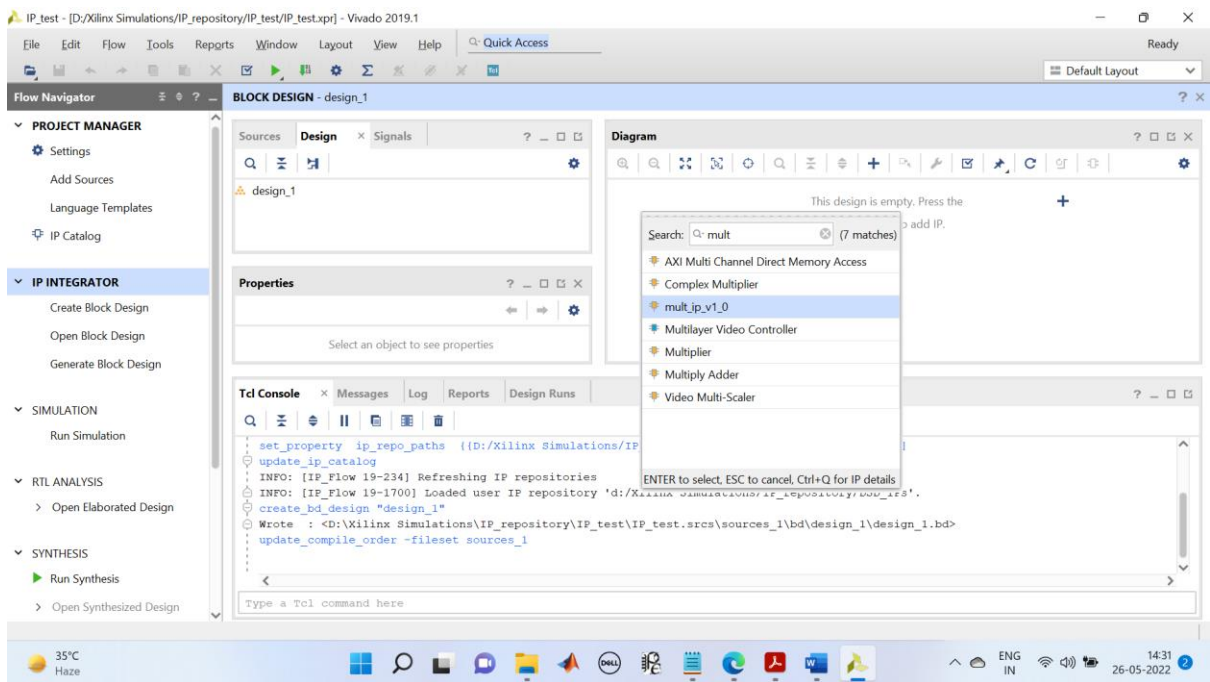 IP_test - [D:/Xilinx Simulations/IP_repository/IP_test/IP_test.xpr] - Vivado 2019.1
File Edit Flow Tools Reports Window Layout View Help Quick Access
Ready
Default Layout
Flow Navigator
PROJECT MANAGER
Settings
Add Sources
Language Templates
IP Catalog
IP INTEGRATOR
Create Block Design
Open Block Design
Generate Block Design
SIMULATION
Run Simulation
RTL ANALYSIS
Open Elaborated Design
SYNTHESIS
Run Synthesis
Open Synthesized Design
BLOCK DESIGN - design_1
Sources Design Signals
design_1
Properties
Select an object to see properties
Diagram
This design is empty. Press the
add IP.
Search: mult (7 matches)
AXI Multi Channel Direct Memory Access
Complex Multiplier
mult_ip_v1_0
Multilayer Video Controller
Multiplier
Multiply Adder
Video Multi-Scaler
ENTER to select, ESC to cancel, Ctrl+Q for IP details
Tcl Console Messages Log Reports Design Runs
set_property ip_repo_paths {{D:/Xilinx Simulations/IP
update_ip_catalog
INFO: [IP_Flow 19-234] Refreshing IP repositories
INFO: [IP_Flow 19-1700] Loaded user IP repository 'd:/Xilinx Simulations/IP_repository/DSD_IPs'.
create_bd_design "design_1"
Wrote : <D:\Xilinx Simulations\IP_repository\IP_test\IP_test.srcs\sources_1\bd\design_1\design_1.bd>
update_compile_order -fileset sources_1
Type a Tcl command here
35°C
Haze
DELL
ENG
IN
14:31
26-05-2022
2